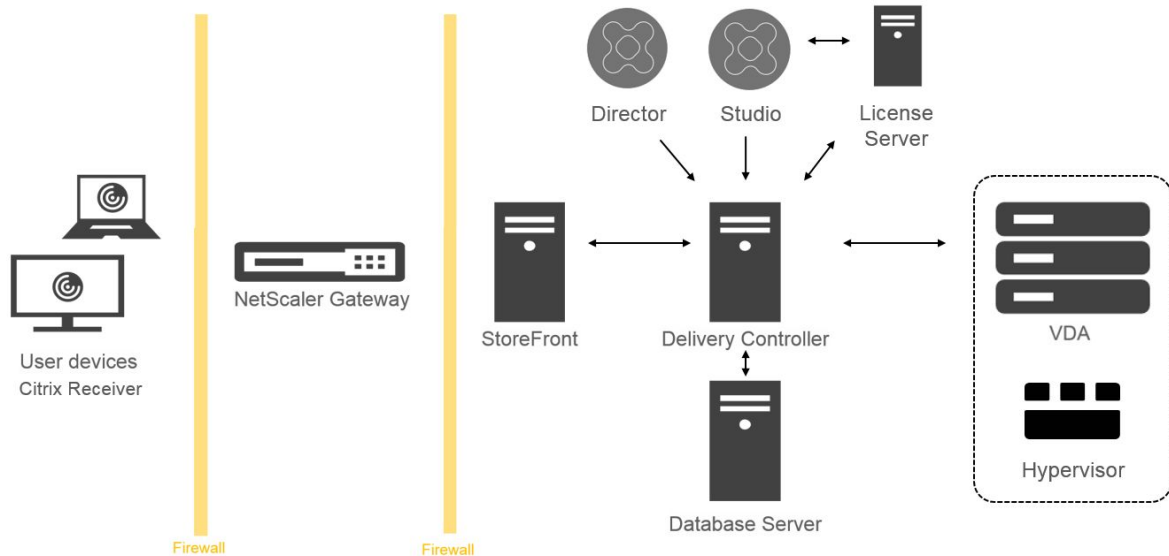 Director
Studio
License
Server
NetScaler Gateway
User devices
Citrix Receiver
StoreFront
Delivery Controller
VDA
Hypervisor
Database Server
Firewall
Firewall